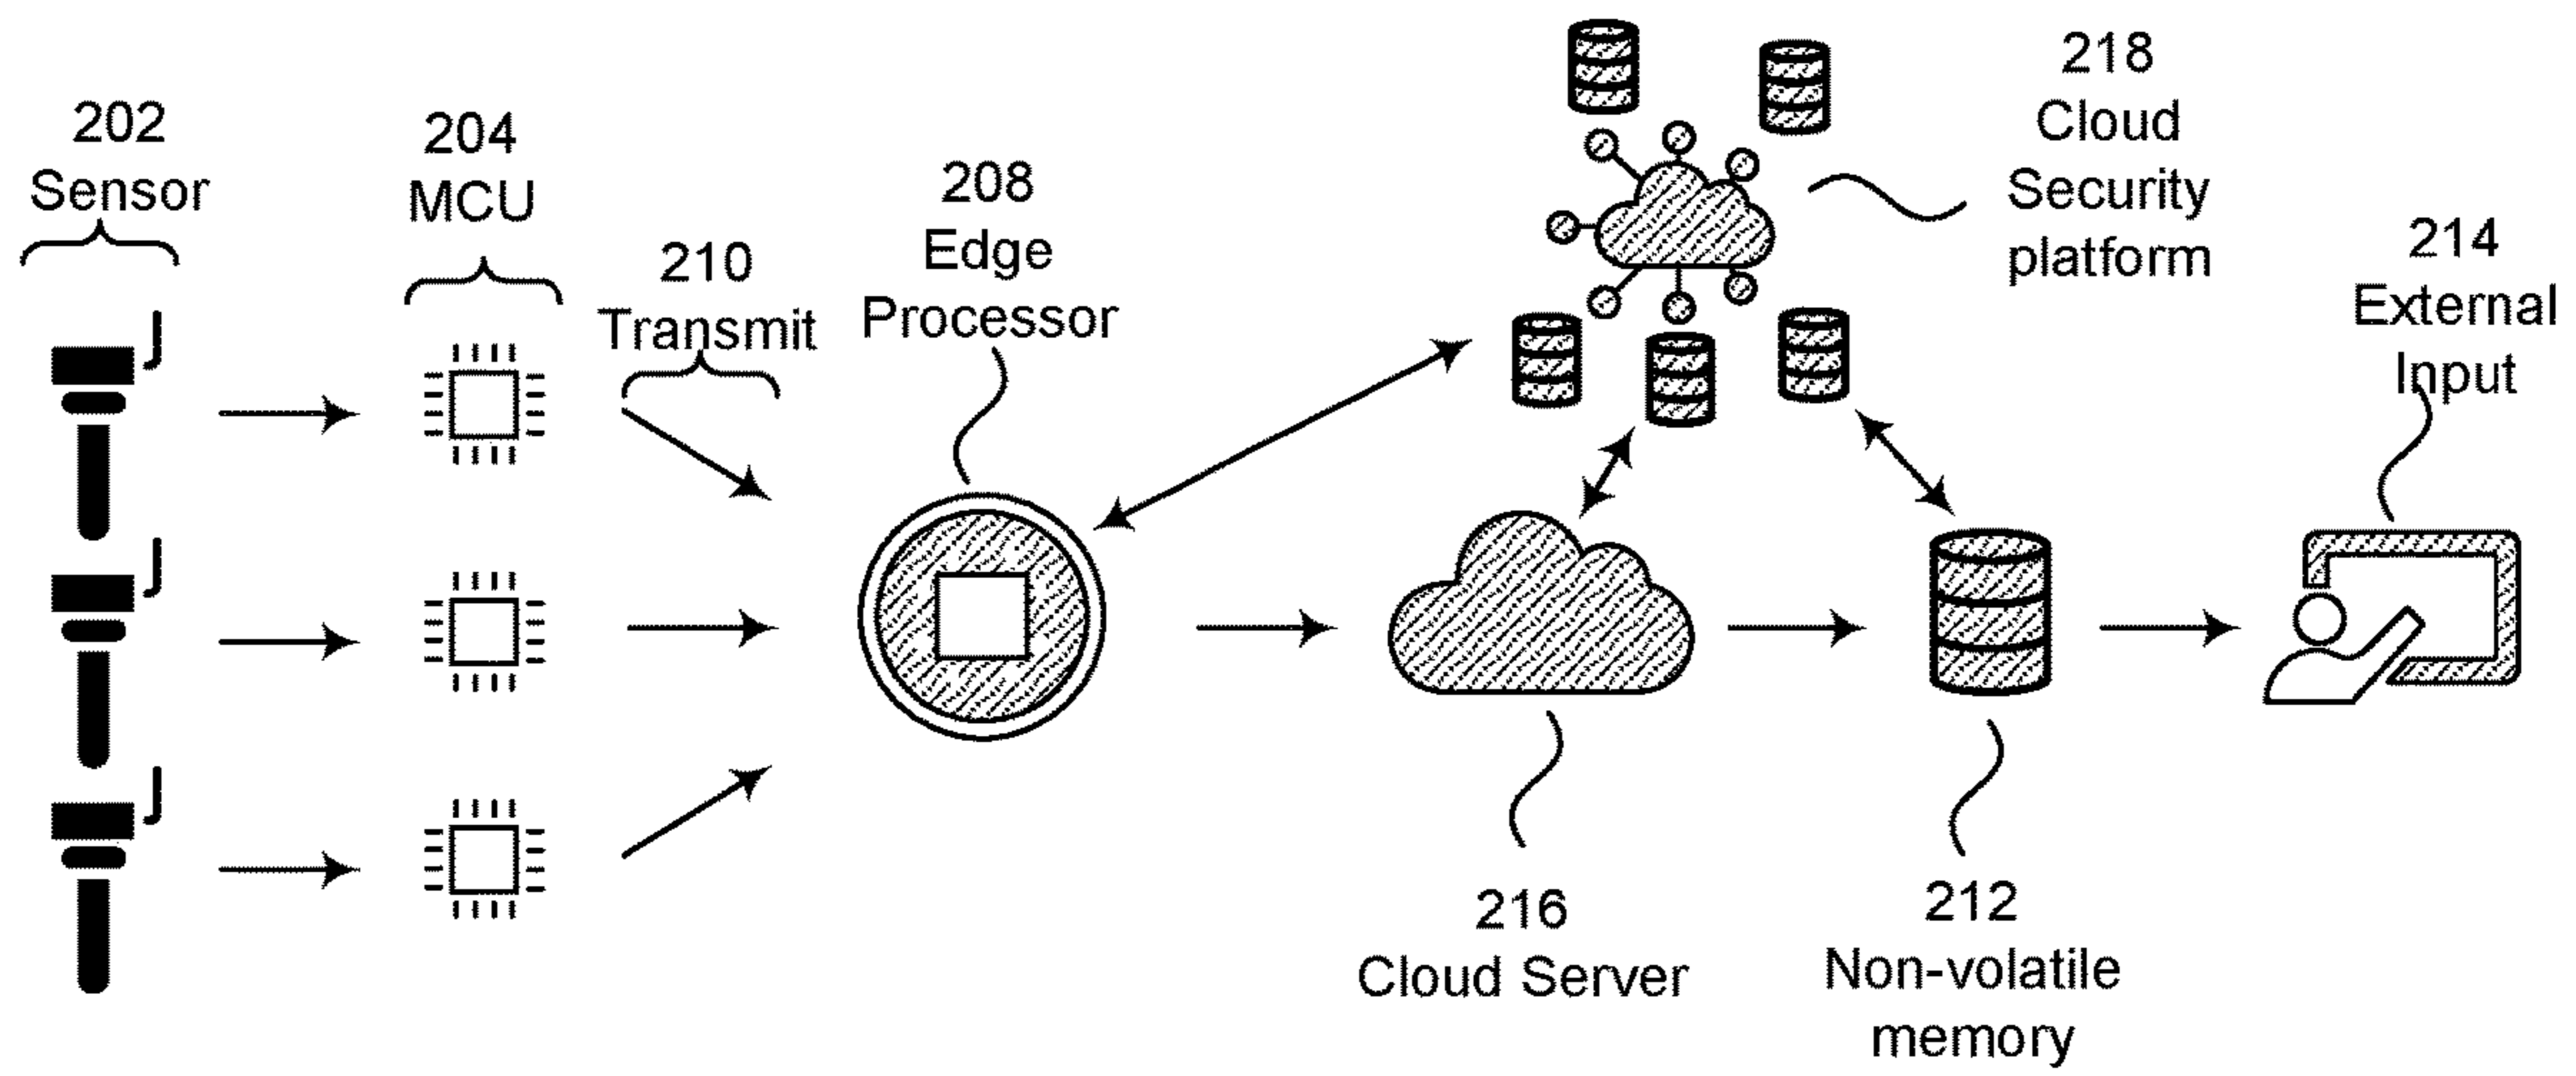 202
Sensor
204
MCU
210
Transmit
208
Edge
Processor
218
Cloud
Security
platform
214
External
Input
216
Cloud Server
212
Non-volatile
memory